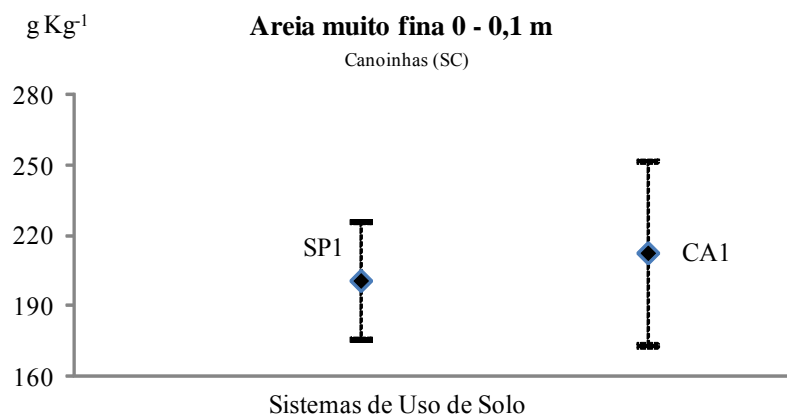 g Kg-1
Areia muito fina 0 - 0,1 m
Canoinhas (SC)
280
250
220
190
160
SP1
CA1
Sistemas de Uso de Solo